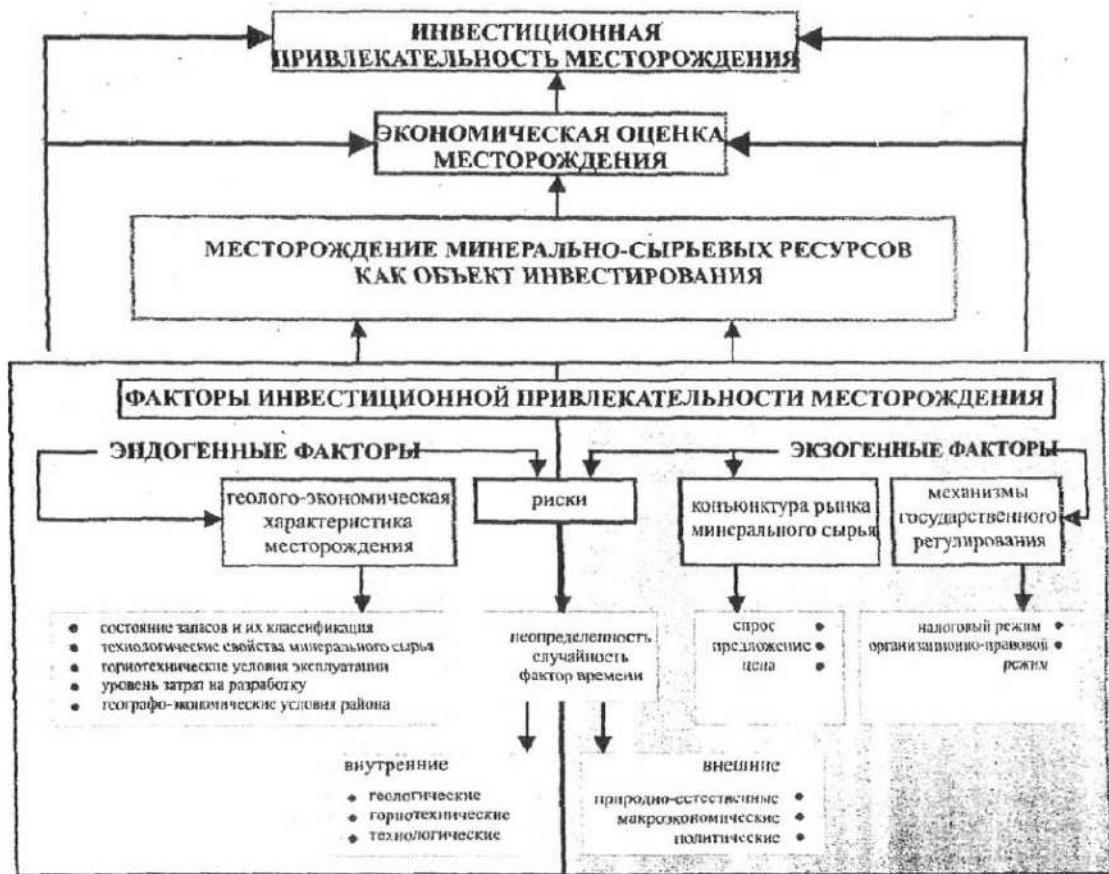 ИНВЕСТИЦИОННАЯ
ПРИВЛЕКАТЕЛЬНОСТЬ МЕСТОРОЖДЕНИЯ
ЭКОНОМИЧЕСКАЯ ОЦЕНКА
МЕСТОРОЖДЕНИЯ
МЕСТОРОЖДЕНИЕ МИНЕРАЛЬНО-СЫРЬЕВЫХ РЕСУРСОВ
КАК ОБЪЕКТ ИНВЕСТИРОВАНИЯ
ФАКТОРЫ ИНВЕСТИЦИОННОЙ ПРИВЛЕКАТЕЛЬНОСТИ МЕСТОРОЖДЕНИЯ
ЭНДОГЕННЫЕ ФАКТОРЫ
ЭКЗОГЕННЫЕ ФАКТОРЫ
геолого-экономическая
характеристика
месторождения
риски
конъюнктура рынка
минерального сырья
механизмы
государственного
регулирования
• состояние запасов и их классификация
• технологические свойства минерального сырья
• горнотехнические условия эксплуатации
• уровень затрат на разработку
• географо-экономические условия района
неопределенность
случайность
фактор времени
спрос •
предложение •
цена •
налоговый режим •
организационно-правовой •
режим
внутренние
• геологические
• горнотехнические
• технологические
внешние
природно-естественные •
макроэкономические •
политические •